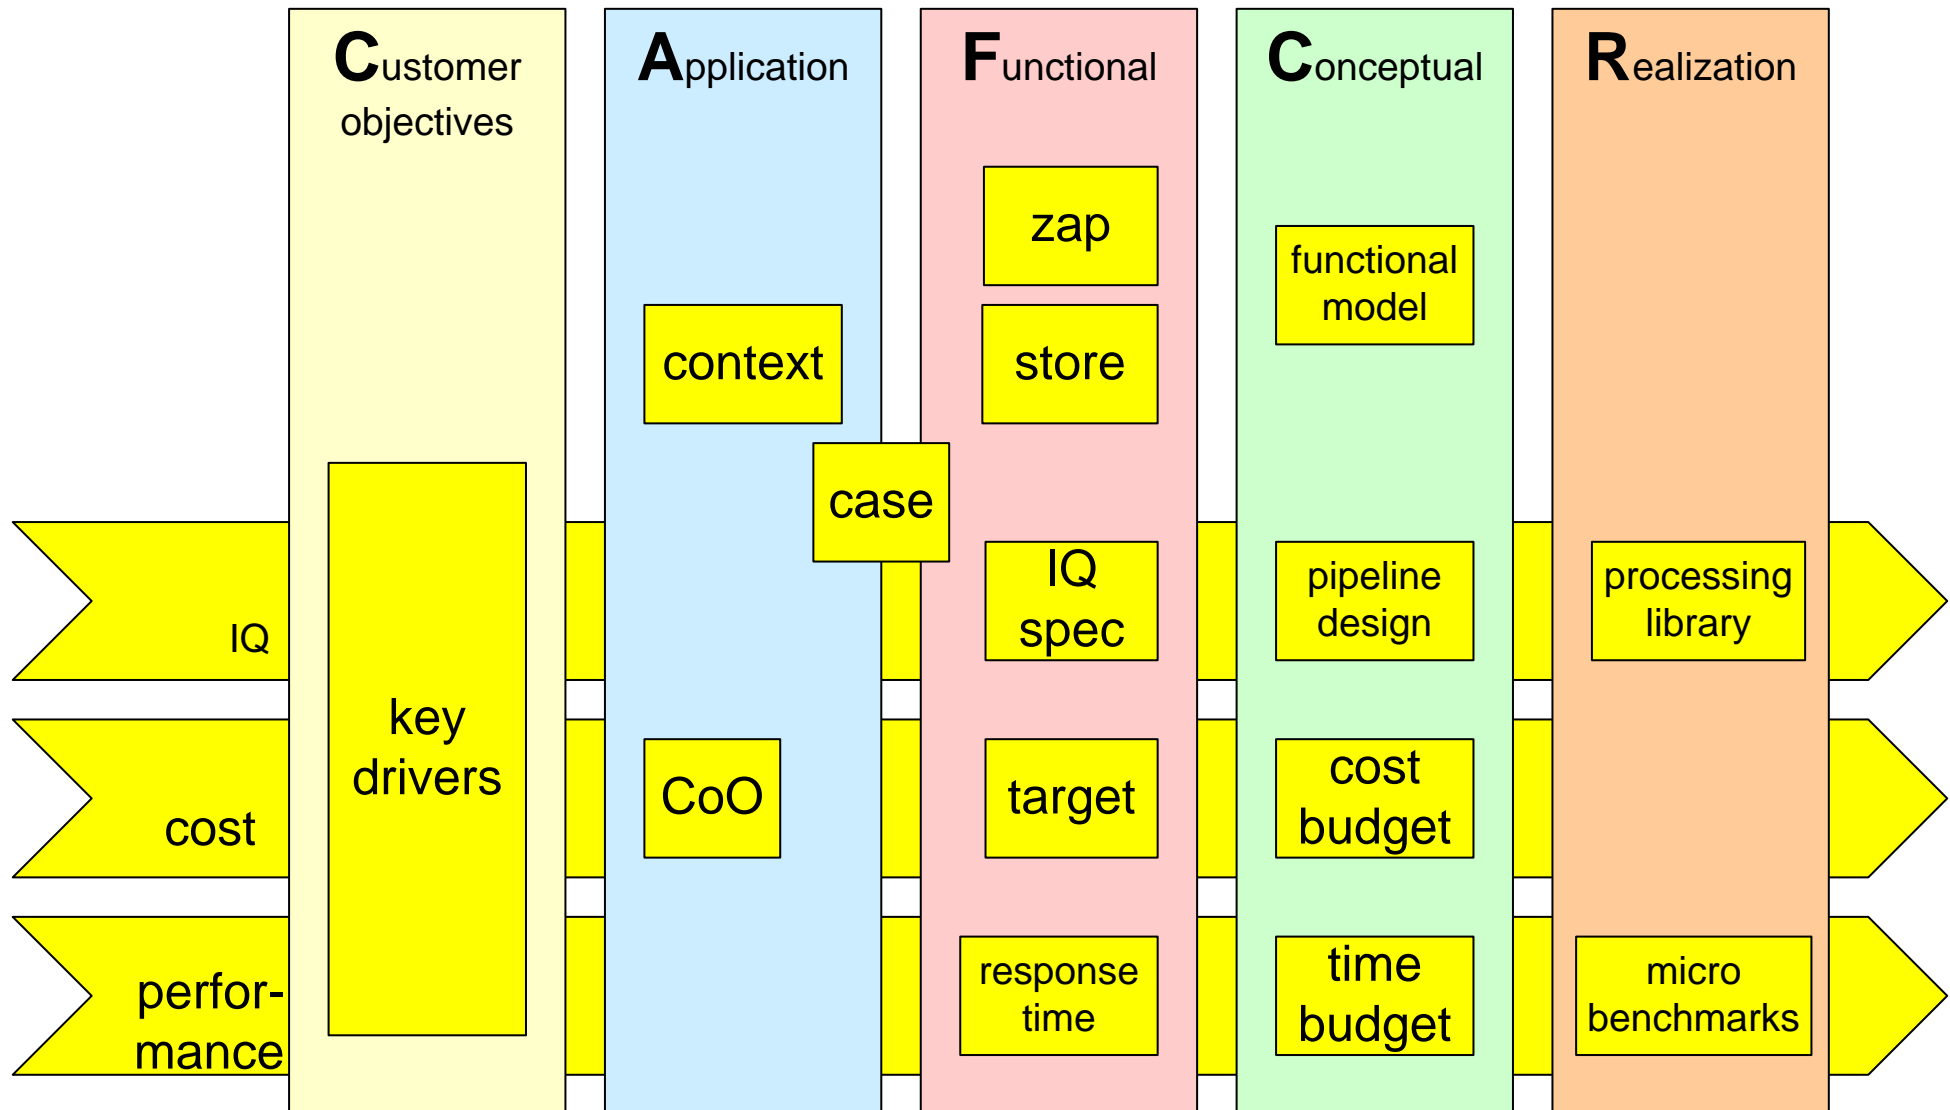 Customer
objectives
Application
Functional
Conceptual
Realization
zap
functional
model
context
store
case
IQ
key
drivers
IQ
spec
pipeline
design
processing
library
cost
CoO
target
cost
budget
perfor-
mance
response
time
time
budget
micro
benchmarks